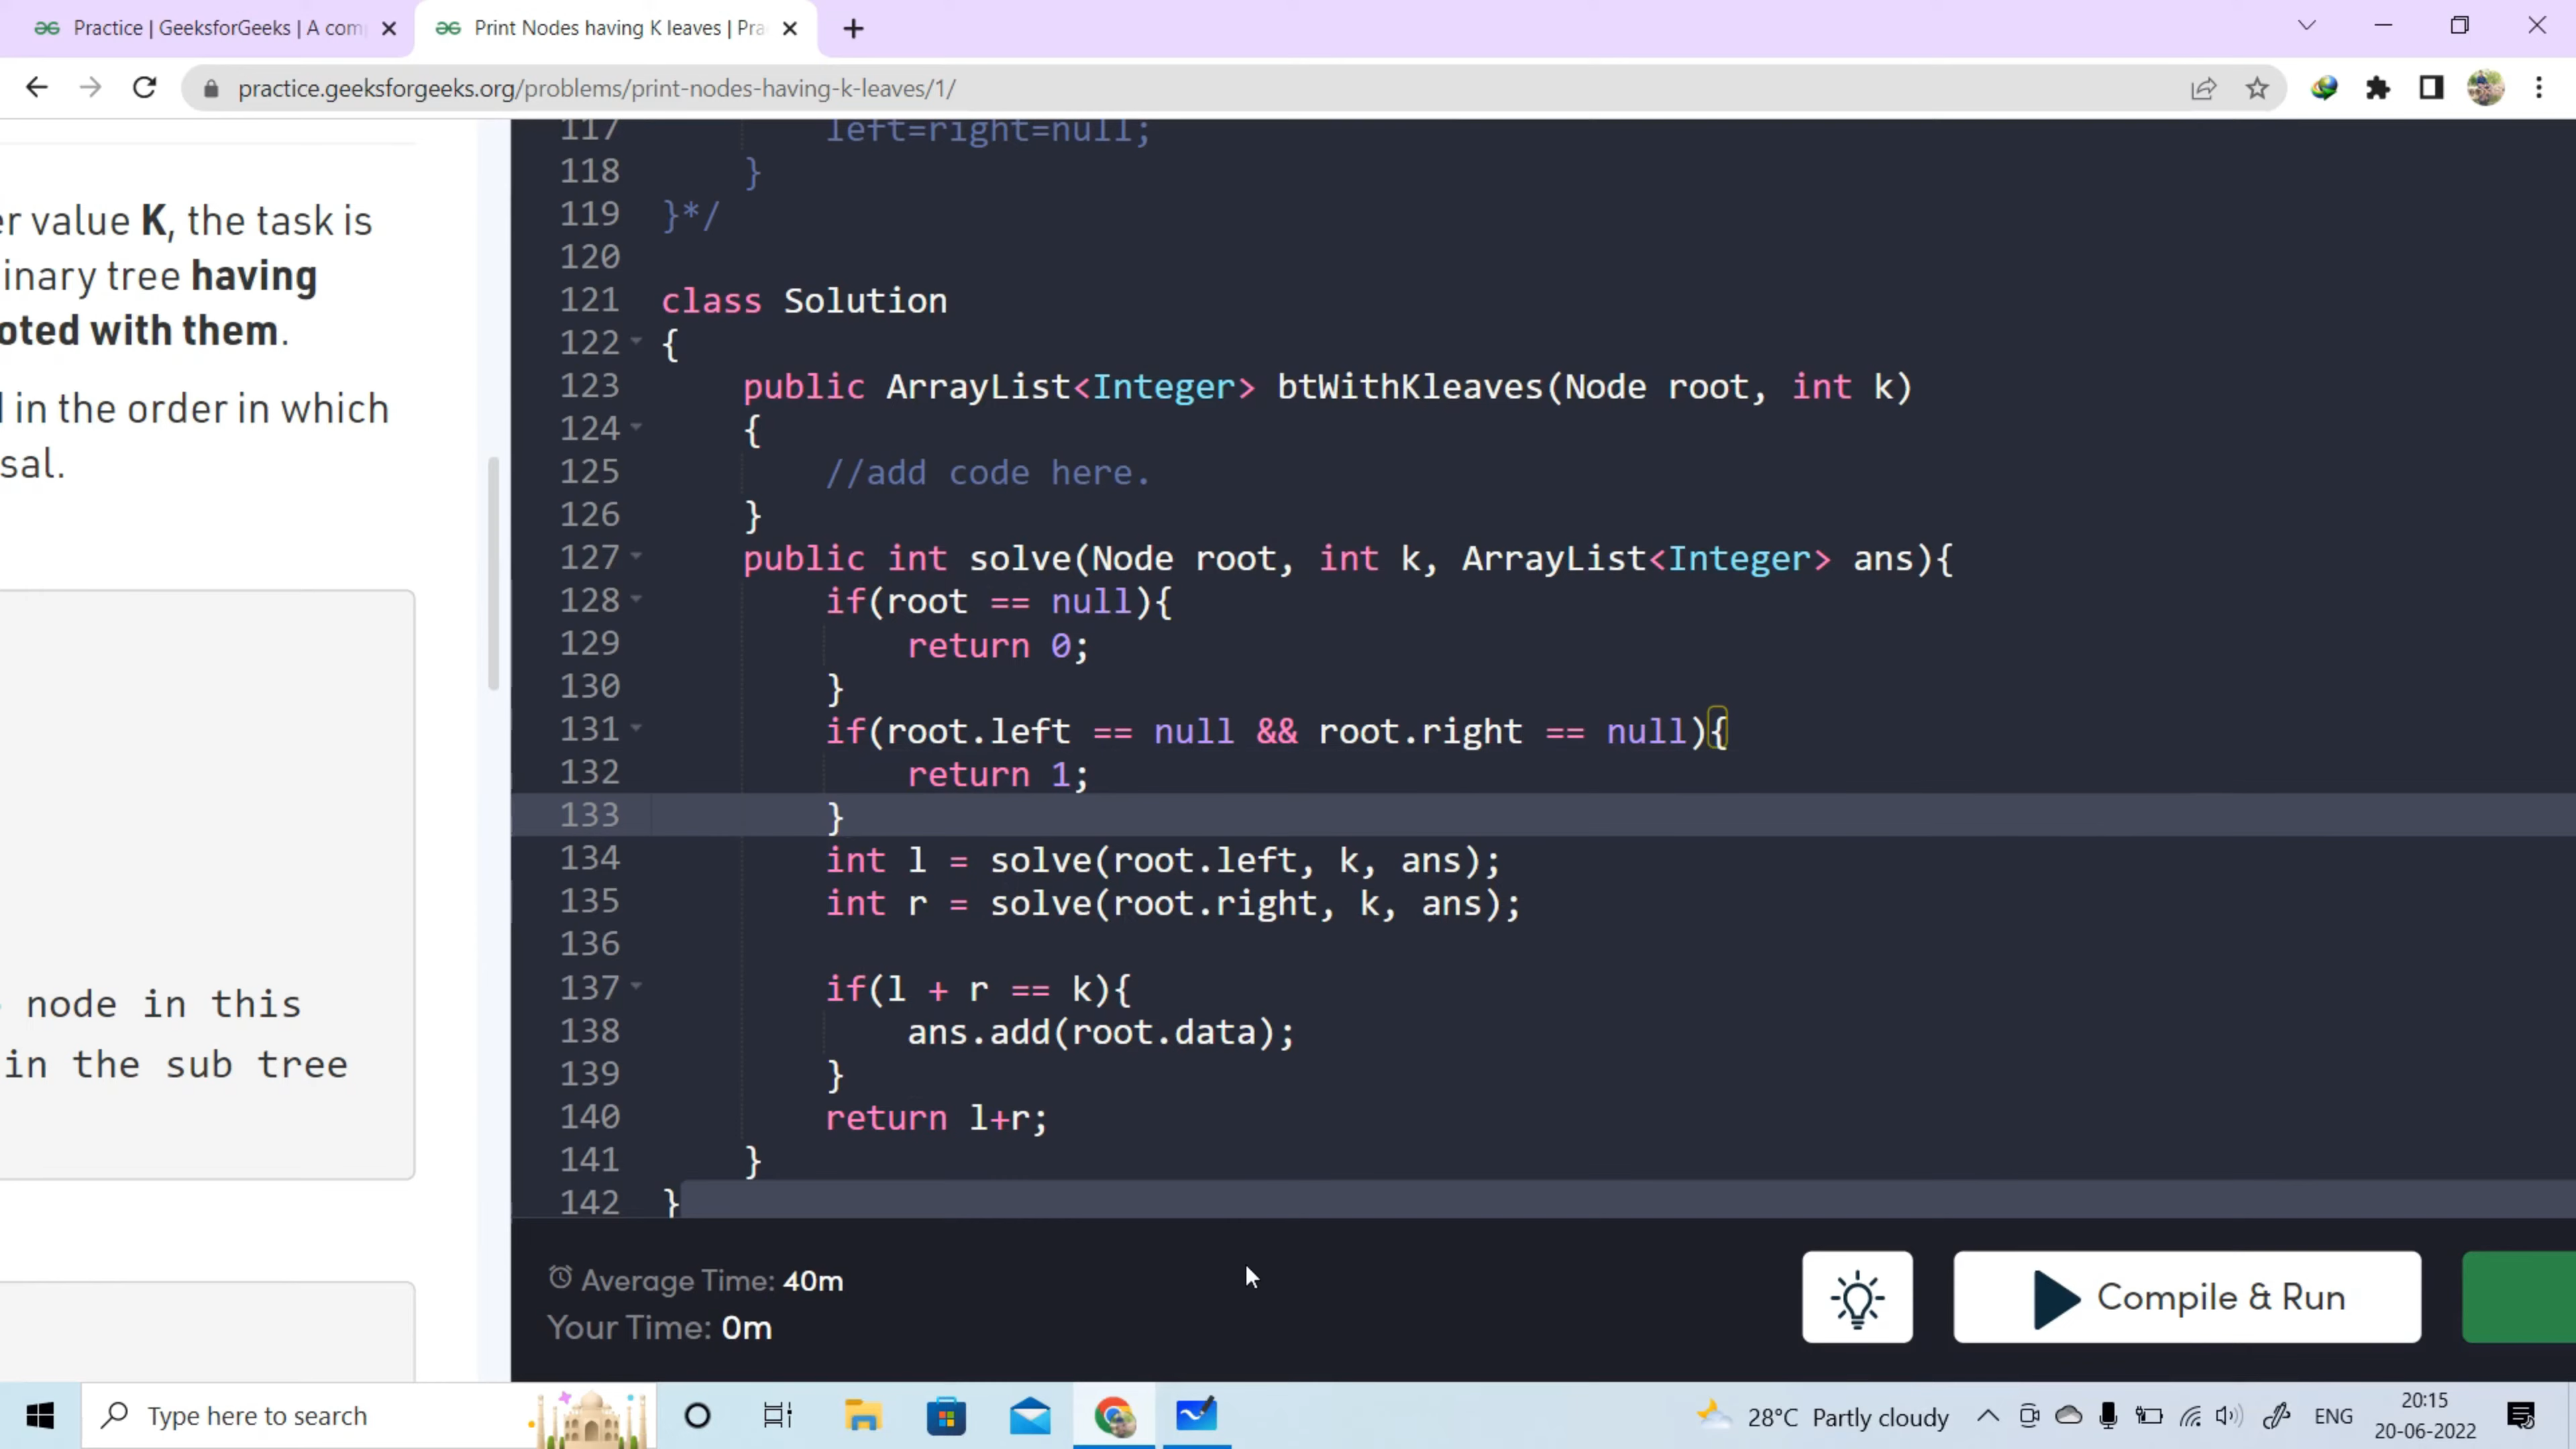 Practice | GeeksforGeeks | A com
Print Nodes having K leaves | Pra
practice.geeksforgeeks.org/problems/print-nodes-having-k-leaves/1/
er value K, the task is
inary tree having
oted with them.
d in the order in which
sal.
node in this
in the sub tree
117 left=right=null;
118 }
119 }*/
120
121 class Solution
122 {
123 public ArrayList<Integer> btWithKleaves(Node root, int k)
124 {
125 //add code here.
126 }
127 public int solve(Node root, int k, ArrayList<Integer> ans){
128 if(root == null){
129 return 0;
130 }
131 if(root.left == null && root.right == null){
132 return 1;
133 }
134 int l = solve(root.left, k, ans);
135 int r = solve(root.right, k, ans);
136
137 if(l + r == k){
138 ans.add(root.data);
139 }
140 return l+r;
141 }
142 }
Average Time: 40m
Your Time: 0m
Compile & Run
Type here to search
28°C Partly cloudy
ENG
20:15
20-06-2022